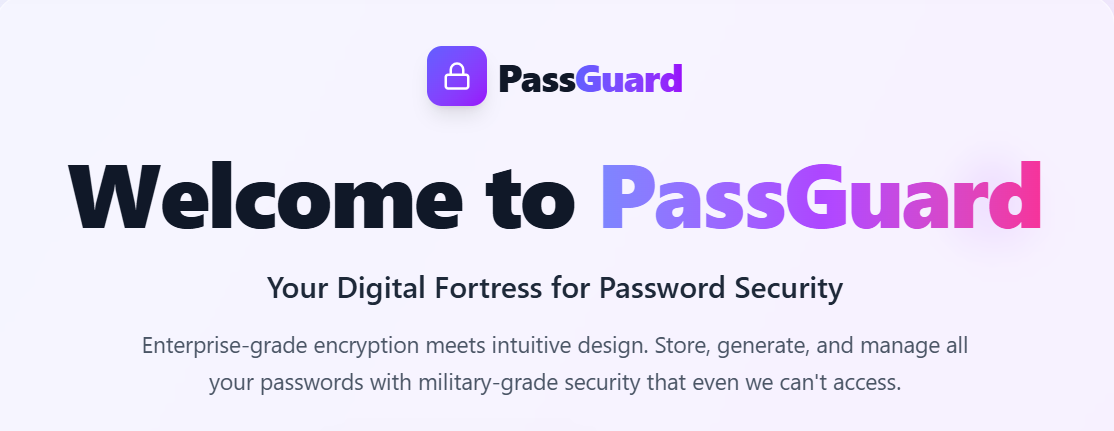 PassGuard
Welcome to PassGuard
Your Digital Fortress for Password Security
Enterprise-grade encryption meets intuitive design. Store, generate, and manage all
your passwords with military-grade security that even we can't access.